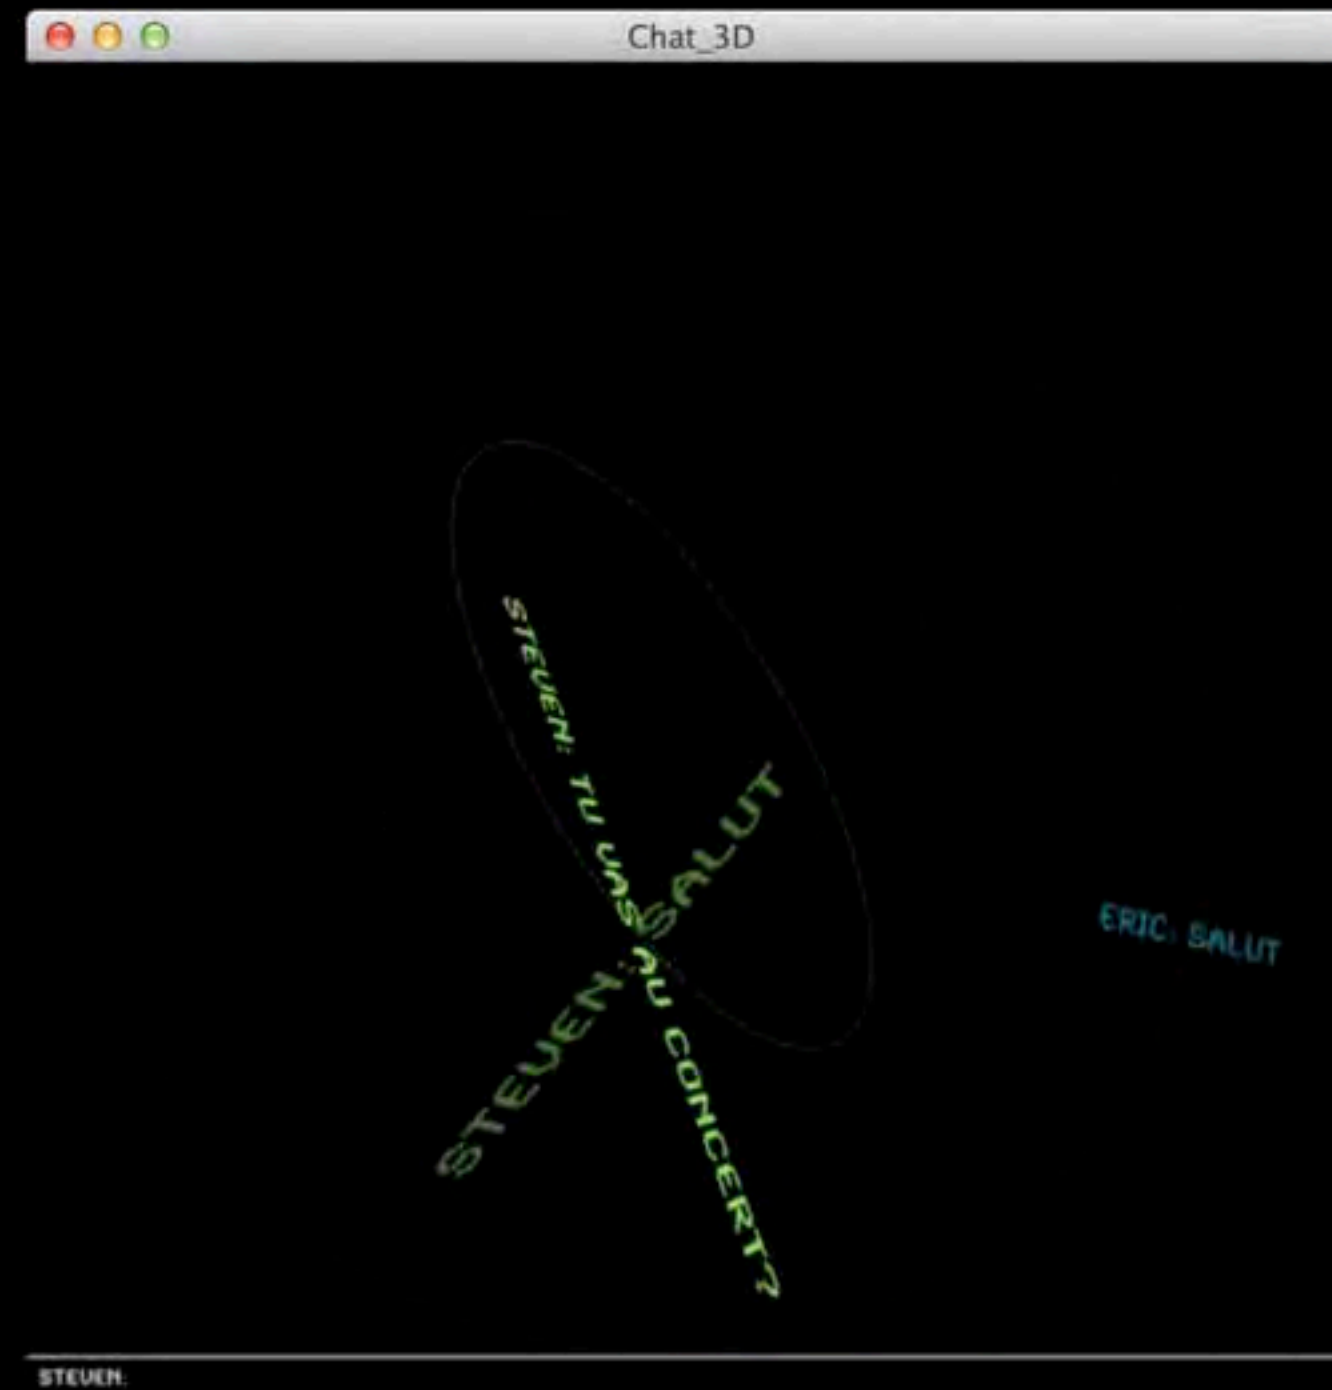 Chat_3D
STEVEN: TU VAS AU CONCERT?
STEVEN: SALUT
ERIC: SALUT
STEVEN: